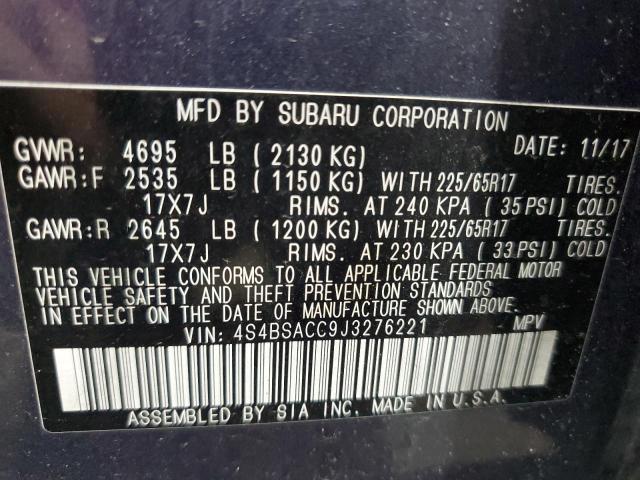 MFD BY SUBARU CORPORATION
GVWR: 4695 LB ( 2130 KG) DATE: 11/17
GAWR:F 2535 LB ( 1150 KG) WITH 225/65R17 TIRES.
17X7J RIMS. AT 240 KPA ( 35 PSI) COLD
GAWR:R 2645 LB ( 1200 KG) WITH 225/65R17 TIRES.
17X7J RIMS. AT 230 KPA ( 33 PSI) COLD
THIS VEHICLE CONFORMS TO ALL APPLICABLE FEDERAL MOTOR
VEHICLE SAFETY AND THEFT PREVENTION STANDARDS
IN EFFECT ON THE DATE OF MANUFACTURE SHOWN ABOVE.
VIN: 4S4BSACC9J3276221 MPV
ASSEMBLED BY SIA INC. MADE IN U.S.A.